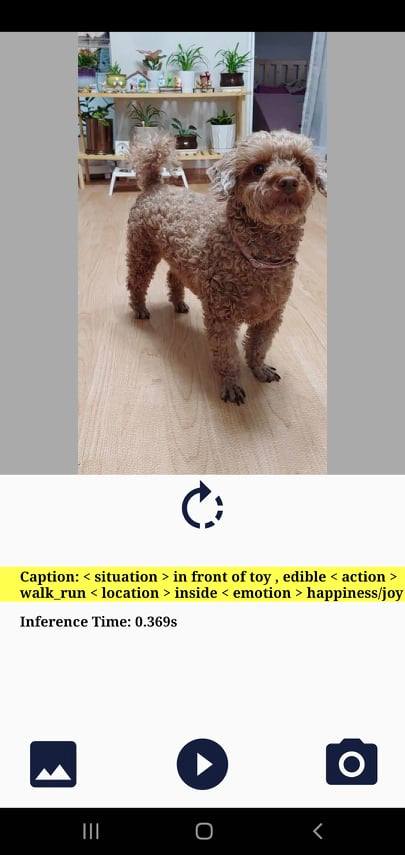 Caption: < situation > in front of toy , edible < action >
walk_run < location > inside < emotion > happiness/joy
Inference Time: 0.369s